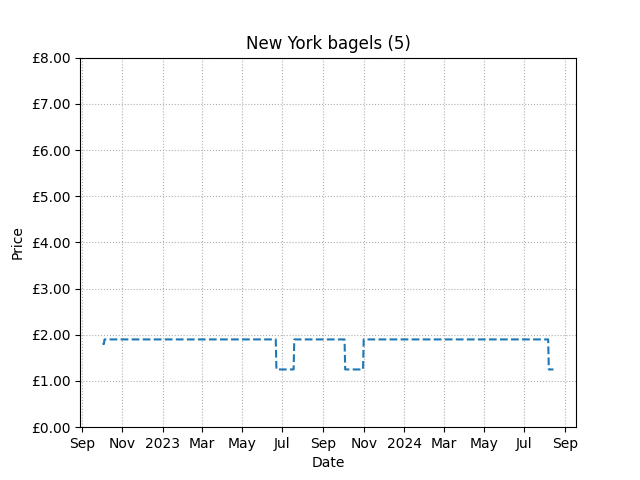 New York bagels (5)
£8.00
£7.00
£6.00
£5.00
£4.00
£3.00
£2.00
£1.00
£0.00
Price
Sep Nov 2023 Mar May Jul Sep Nov 2024 Mar May Jul Sep
Date